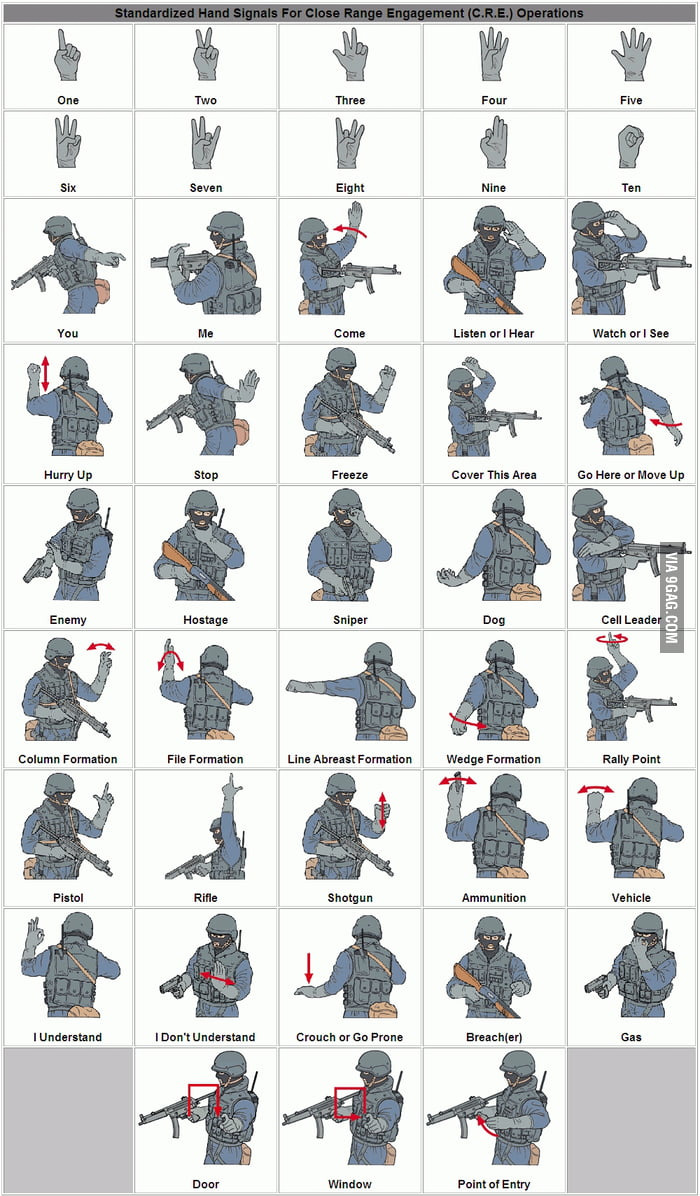 Standardized Hand Signals For Close Range Engagement (C.R.E.) Operations
One
Two
Three
Four
Five
Six
Seven
Eight
Nine
Ten
You
Me
Come
Listen or I Hear
Watch or I See
Hurry Up
Stop
Freeze
Cover This Area
Go Here or Move Up
Enemy
Hostage
Sniper
Dog
Cell Leader
VIA 9GAG.COM
Column Formation
File Formation
Line Abreast Formation
Wedge Formation
Rally Point
Pistol
Rifle
Shotgun
Ammunition
Vehicle
I Understand
I Don't Understand
Crouch or Go Prone
Breach(er)
Gas
Door
Window
Point of Entry